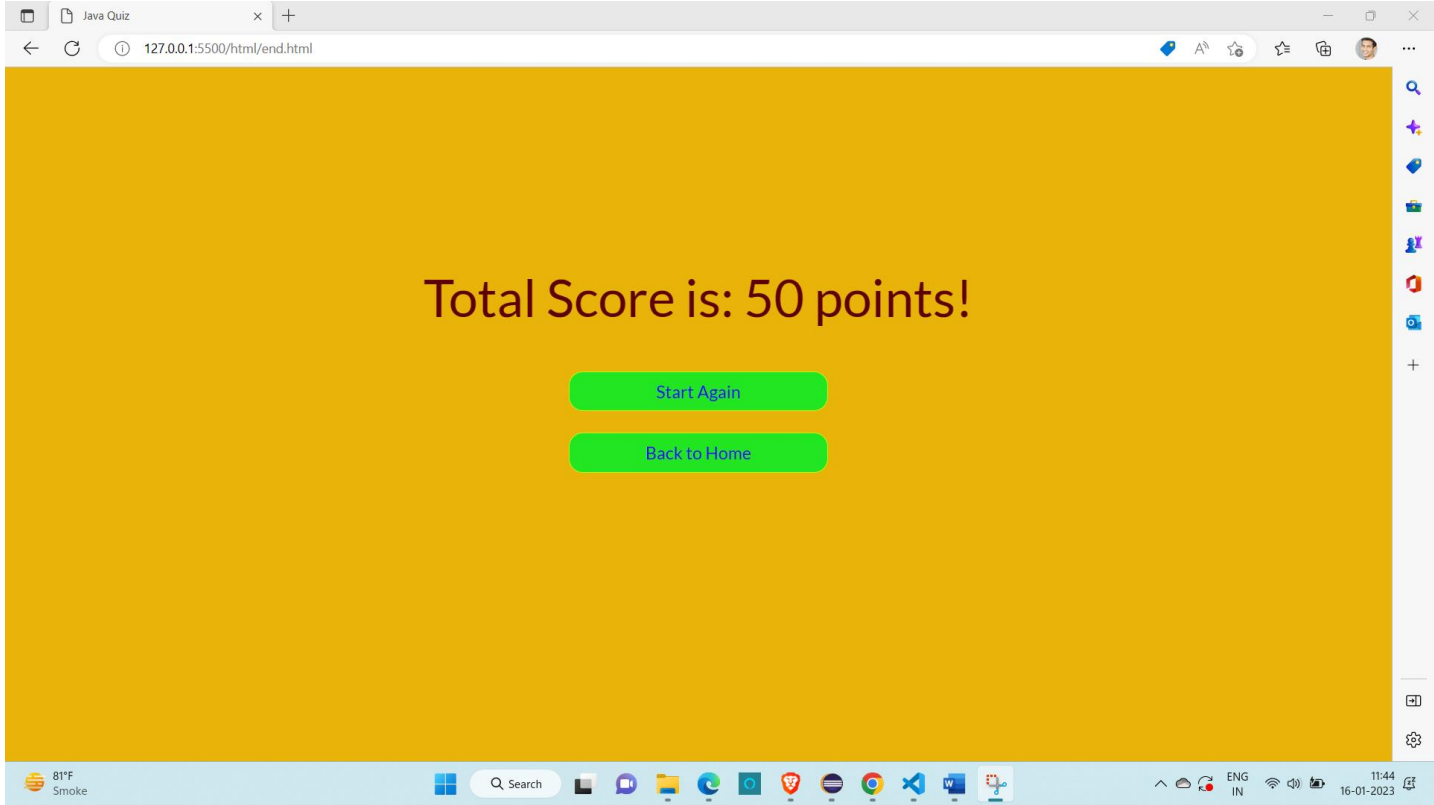 Java Quiz
127.0.0.1:5500/html/end.html
Total Score is: 50 points!
Start Again
Back to Home
81°F
Smoke
Search
ENG
IN
11:44
16-01-2023